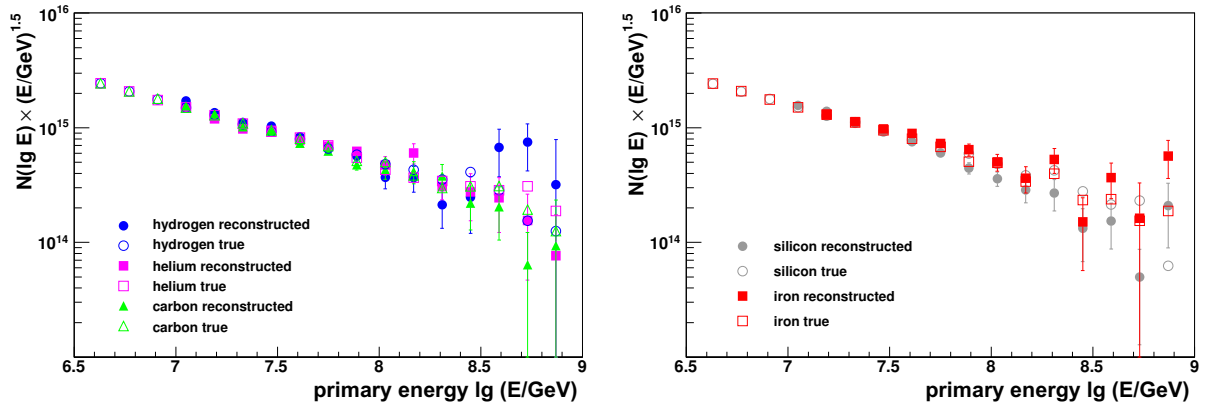 N(lg E) × (E/GeV)^1.5
10^16
10^15
10^14
hydrogen reconstructed
hydrogen true
helium reconstructed
helium true
carbon reconstructed
carbon true
6.5 7 7.5 8 8.5 9
primary energy lg (E/GeV)
N(lg E) × (E/GeV)^1.5
10^16
10^15
10^14
silicon reconstructed
silicon true
iron reconstructed
iron true
6.5 7 7.5 8 8.5 9
primary energy lg (E/GeV)